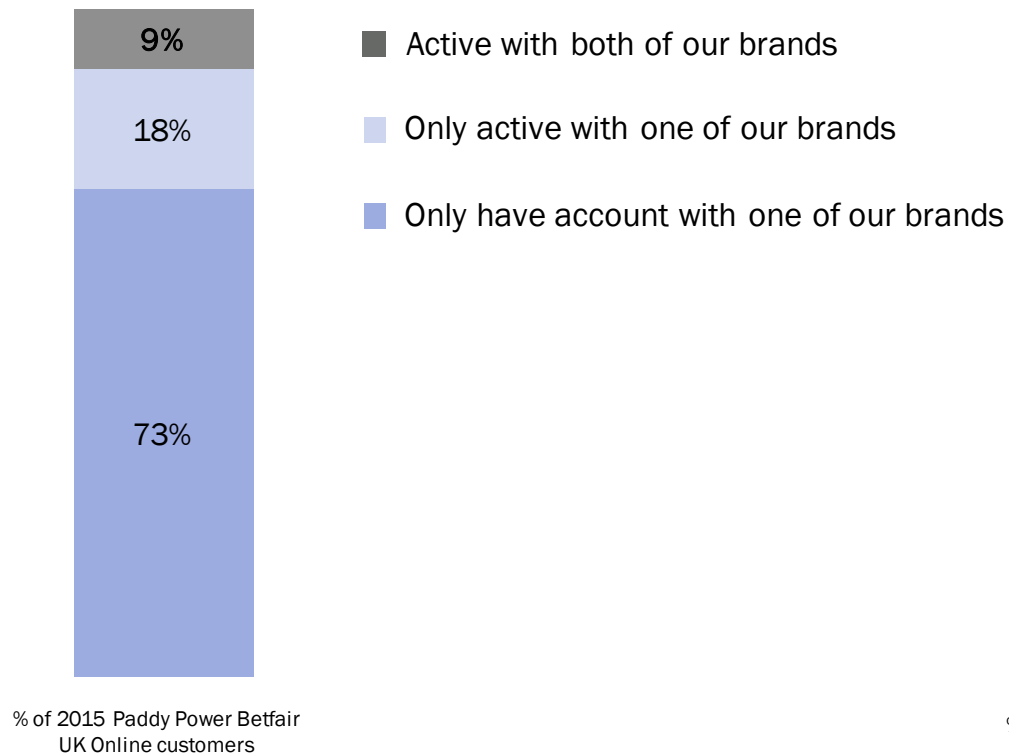 9%
Active with both of our brands
18%
Only active with one of our brands
Only have account with one of our brands
73%
% of 2015 Paddy Power Betfair
UK Online customers